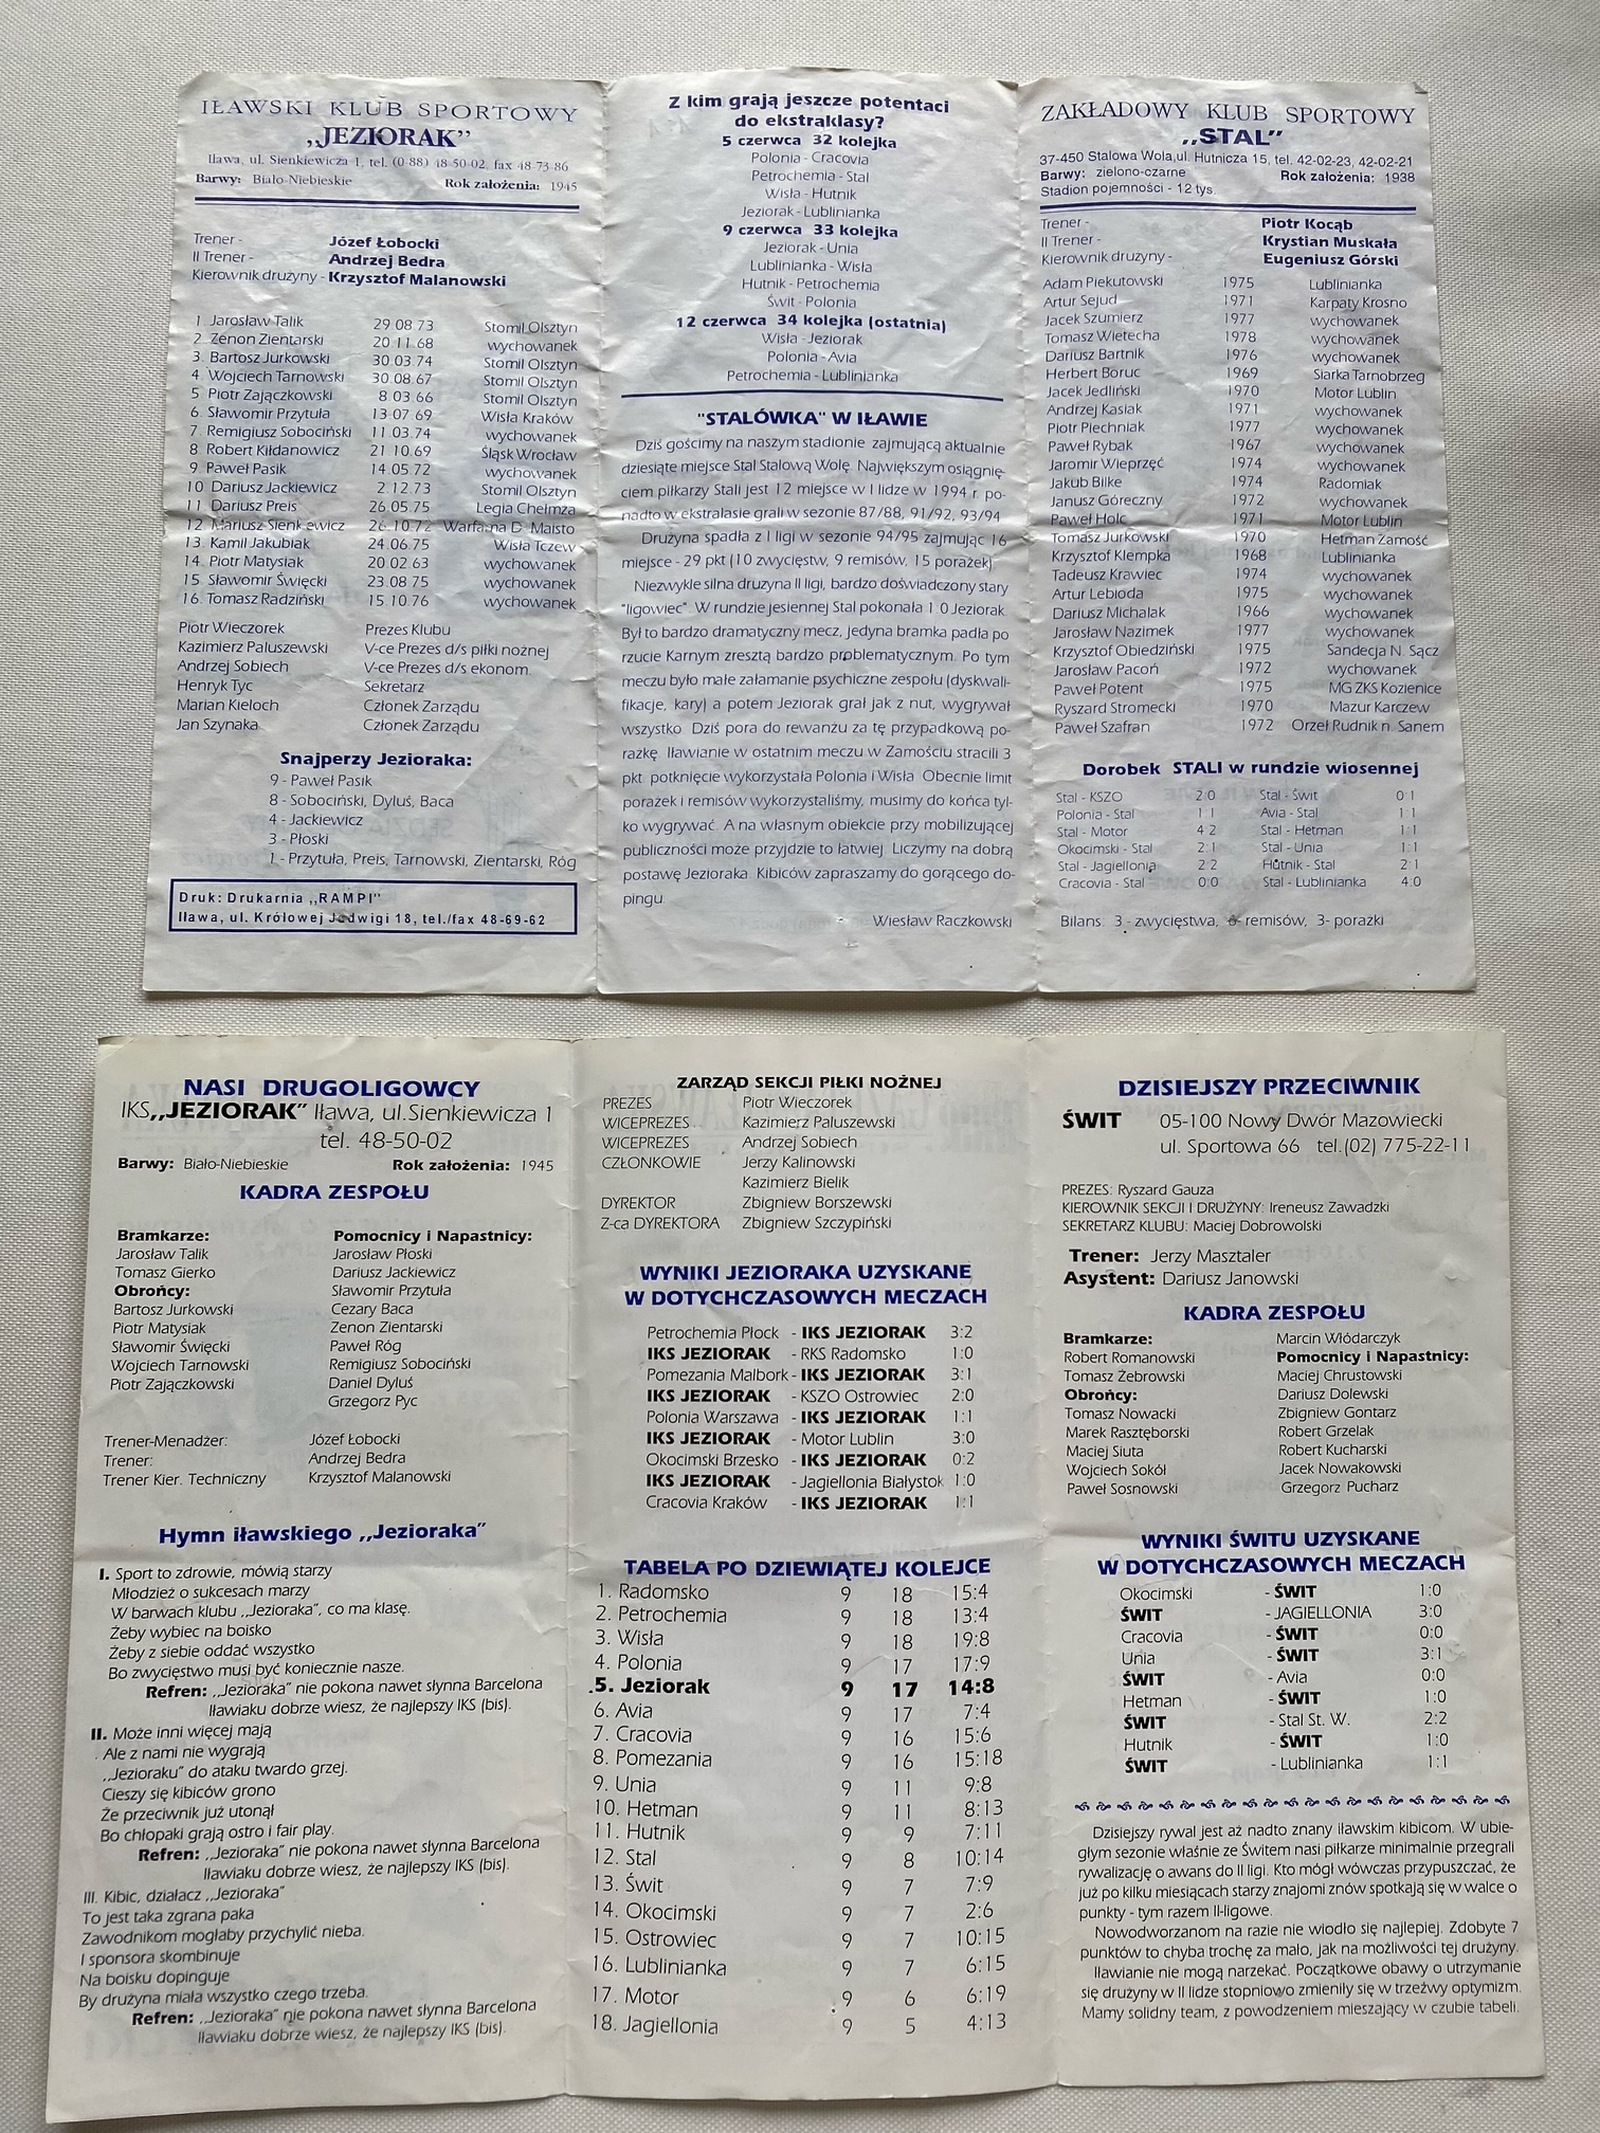 IŁAWSKI KLUB SPORTOWY
„JEZIORAK”
Iława, ul. Sienkiewicza 1, tel. (0-88) 48-50-02, fax 48-73-86
Barwy: Biało-Niebieskie Rok założenia: 1945
Trener - Józef Łobocki
II Trener - Andrzej Bedra
Kierownik drużyny - Krzysztof Malanowski
1. Jarosław Talik 29 08 73 Stomil Olsztyn
2. Zenon Zientarski 20 11 68 wychowanek
3. Bartosz Jurkowski 30 03 74 Stomil Olsztyn
4. Wojciech Tarnowski 30 08 67 Stomil Olsztyn
5. Piotr Zajączkowski 8 03 66 Stomil Olsztyn
6. Sławomir Przytuła 13 07 69 Wisła Kraków
7. Remigiusz Sobociński 11 03 74 wychowanek
8. Robert Kiłdanowicz 21 10.69 Śląsk Wrocław
9. Paweł Pasik 14.05 72 wychowanek
10 Dariusz Jackiewicz 2.12 73 Stomil Olsztyn
11. Dariusz Preis 26.05 75 Legia Chełmża
12. Mariusz Sienkiewicz 26 10.72 D. Maisto
13. Kamil Jakubiak 24.06 75 Wisła Tczew
14. Piotr Matysiak 20 02 63 wychowanek
15. Sławomir Święcki 23.08 75 wychowanek
16. Tomasz Radziński 15 10 76 wychowanek
Piotr Wieczorek Prezes Klubu
Kazimierz Paluszewski V-ce Prezes d/s piłki nożnej
Andrzej Sobiech V-ce Prezes d/s ekonom.
Henryk Tyc Sekretarz
Marian Kieloch Członek Zarządu
Jan Szynaka Członek Zarządu
Snajperzy Jezioraka:
9 - Paweł Pasik
8 - Sobociński, Dyluś, Baca
4 - Jackiewicz
3 - Płoski
1 - Przytuła, Preis, Tarnowski, Zientarski, Róg
Druk: Drukarnia „RAMPI”
Iława, ul. Królowej Jadwigi 18, tel./fax 48-69-62
Z kim grają jeszcze potentaci
do ekstraklasy?
5 czerwca 32 kolejka
Polonia - Cracovia
Petrochemia - Stal
Wisła - Hutnik
Jeziorak - Lublinianka
9 czerwca 33 kolejka
Jeziorak - Unia
Lublinianka - Wisła
Hutnik - Petrochemia
Świt - Polonia
12 czerwca 34 kolejka (ostatnia)
Wisła - Jeziorak
Polonia - Avia
Petrochemia - Lublinianka
"STALÓWKA" W IŁAWIE
Dziś gościmy na naszym stadionie zajmującą aktualnie
dziesiąte miejsce Stal Stalową Wolę. Największym osiągnię-
ciem piłkarzy Stali jest 12 miejsce w I lidze w 1994 r. po-
nadto w ekstralasie grali w sezonie 87/88, 91/92, 93/94
Drużyna spadła z I ligi w sezonie 94/95 zajmując 16
miejsce - 29 pkt (10 zwycięstw, 9 remisów, 15 porażek).
Niezwykle silna drużyna II ligi, bardzo doświadczony stary
"ligowiec". W rundzie jesiennej Stal pokonała 1 0 Jeziorak.
Był to bardzo dramatyczny mecz, jedyna bramka padła po
rzucie Karnym zresztą bardzo problematycznym. Po tym
meczu było małe załamanie psychiczne zespołu (dyskwali-
fikacje, kary) a potem Jeziorak grał jak z nut, wygrywał
wszystko. Dziś pora do rewanżu za tę przypadkową po-
rażkę. Iławianie w ostatnim meczu w Zamościu stracili 3
pkt. potknięcie wykorzystała Polonia i Wisła. Obecnie limit
porażek i remisów wykorzystaliśmy, musimy do końca tyl-
ko wygrywać. A na własnym obiekcie przy mobilizującej
publiczności może przyjdzie to łatwiej. Liczymy na dobrą
postawę Jezioraka. Kibiców zapraszamy do gorącego do-
pingu
Wiesław Raczkowski
ZAKŁADOWY KLUB SPORTOWY
„STAL”
37-450 Stalowa Wola,ul. Hutnicza 15, tel. 42-02-23, 42-02-21
Barwy: zielono-czarne Rok założenia: 1938
Stadion pojemności - 12 tys.
Trener - Piotr Kocąb
II Trener - Krystian Muskała
Kierownik drużyny - Eugeniusz Górski
Adam Piekutowski 1975 Lublinianka
Artur Sejud 1971 Karpaty Krosno
Jacek Szumierz 1977 wychowanek
Tomasz Wietecha 1978 wychowanek
Dariusz Bartnik 1976 wychowanek
Herbert Boruc 1969 Siarka Tarnobrzeg
Jacek Jedliński 1970 Motor Lublin
Andrzej Kasiak 1971 wychowanek
Piotr Piechniak 1977 wychowanek
Paweł Rybak 1967 wychowanek
Jaromir Wieprzęć 1974 wychowanek
Jakub Bilke 1974 Radomiak
Janusz Góreczny 1972 wychowanek
Paweł Holc 1971 Motor Lublin
Tomasz Jurkowski 1970 Hetman Zamość
Krzysztof Klempka 1968 Lublinianka
Tadeusz Krawiec 1974 wychowanek
Artur Lebioda 1975 wychowanek
Dariusz Michalak 1966 wychowanek
Jarosław Nazimek 1977 wychowanek
Krzysztof Obiedziński 1975 Sandecja N. Sącz
Jarosław Pacoń 1972 wychowanek
Paweł Potent 1975 MG ZKS Kozienice
Ryszard Stromecki 1970 Mazur Karczew
Paweł Szafran 1972 Orzeł Rudnik n. Sanem
Dorobek STALI w rundzie wiosennej
Stal - KSZO 2:0 Stal - Świt 0:1
Polonia - Stal 1:1 Avia - Stal 1:1
Stal - Motor 4:2 Stal - Hetman 1:1
Okocimski - Stal 2:1 Stal - Unia 1:1
Stal - Jagiellonia 2:2 Hutnik - Stal 2:1
Cracovia - Stal 0:0 Stal - Lublinianka 4:0
Bilans: 3 - zwycięstwa, 6- remisów, 3- porażki
NASI DRUGOLIGOWCY
IKS„JEZIORAK” Iława, ul.Sienkiewicza 1
tel. 48-50-02
Barwy: Biało-Niebieskie Rok założenia: 1945
KADRA ZESPOŁU
Bramkarze: Pomocnicy i Napastnicy:
Jarosław Talik Jarosław Płoski
Tomasz Gierko Dariusz Jackiewicz
Obrońcy: Sławomir Przytuła
Bartosz Jurkowski Cezary Baca
Piotr Matysiak Zenon Zientarski
Sławomir Święcki Paweł Róg
Wojciech Tarnowski Remigiusz Sobociński
Piotr Zajączkowski Daniel Dyluś
Grzegorz Pyc
Trener-Menadżer: Józef Łobocki
Trener: Andrzej Bedra
Trener Kier. Techniczny Krzysztof Malanowski
Hymn iławskiego „Jezioraka”
I. Sport to zdrowie, mówią starzy
Młodzież o sukcesach marzy
W barwach klubu „Jezioraka”, co ma klasę.
Żeby wybiec na boisko
Żeby z siebie oddać wszystko
Bo zwycięstwo musi być koniecznie nasze.
Refren: „Jezioraka” nie pokona nawet słynna Barcelona
Iławiaku dobrze wiesz, że najlepszy IKS (bis).
II. Może inni więcej mają
Ale z nami nie wygrają
„Jezioraku” do ataku twardo grzej.
Cieszy się kibiców grono
Że przeciwnik już utonął
Bo chłopaki grają ostro i fair play.
Refren: „Jezioraka” nie pokona nawet słynna Barcelona
Iławiaku dobrze wiesz, że najlepszy IKS (bis).
III. Kibic, działacz „Jezioraka”
To jest taka zgrana paka
Zawodnikom mogłaby przychylić nieba.
I sponsora skombinuje
Na boisku dopinguje
By drużyna miała wszystko czego trzeba.
Refren: „Jezioraka” nie pokona nawet słynna Barcelona
Iławiaku dobrze wiesz, że najlepszy IKS (bis).
ZARZĄD SEKCJI PIŁKI NOŻNEJ
PREZES Piotr Wieczorek
WICEPREZES Kazimierz Paluszewski
WICEPREZES Andrzej Sobiech
CZŁONKOWIE Jerzy Kalinowski
Kazimierz Bielik
DYREKTOR Zbigniew Borszewski
Z-ca DYREKTORA Zbigniew Szczypiński
WYNIKI JEZIORAKA UZYSKANE
W DOTYCHCZASOWYCH MECZACH
Petrochemia Płock - IKS JEZIORAK 3:2
IKS JEZIORAK - RKS Radomsko 1:0
Pomezania Malbork - IKS JEZIORAK 3:1
IKS JEZIORAK - KSZO Ostrowiec 2:0
Polonia Warszawa - IKS JEZIORAK 1:1
IKS JEZIORAK - Motor Lublin 3:0
Okocimski Brzesko - IKS JEZIORAK 0:2
IKS JEZIORAK - Jagiellonia Białystok 1:0
Cracovia Kraków - IKS JEZIORAK 1:1
TABELA PO DZIEWIĄTEJ KOLEJCE
1. Radomsko 9 18 15:4
2. Petrochemia 9 18 13:4
3. Wisła 9 18 19:8
4. Polonia 9 17 17:9
5. Jeziorak 9 17 14:8
6. Avia 9 17 7:4
7. Cracovia 9 16 15:6
8. Pomezania 9 16 15:18
9. Unia 9 11 9:8
10. Hetman 9 11 8:13
11. Hutnik 9 9 7:11
12. Stal 9 8 10:14
13. Świt 9 7 7:9
14. Okocimski 9 7 2:6
15. Ostrowiec 9 7 10:15
16. Lublinianka 9 7 6:15
17. Motor 9 6 6:19
18. Jagiellonia 9 5 4:13
DZISIEJSZY PRZECIWNIK
ŚWIT 05-100 Nowy Dwór Mazowiecki
ul. Sportowa 66 tel.(02) 775-22-11
PREZES: Ryszard Gauza
KIEROWNIK SEKCJI I DRUŻYNY: Ireneusz Zawadzki
SEKRETARZ KLUBU: Maciej Dobrowolski
Trener: Jerzy Masztaler
Asystent: Dariusz Janowski
KADRA ZESPOŁU
Bramkarze: Marcin Włódarczyk
Robert Romanowski Pomocnicy i Napastnicy:
Tomasz Żebrowski Maciej Chrustowski
Obrońcy: Dariusz Dolewski
Tomasz Nowacki Zbigniew Gontarz
Marek Rasztęborski Robert Grzelak
Maciej Siuta Robert Kucharski
Wojciech Sokół Jacek Nowakowski
Paweł Sosnowski Grzegorz Pucharz
WYNIKI ŚWITU UZYSKANE
W DOTYCHCZASOWYCH MECZACH
Okocimski - ŚWIT 1:0
ŚWIT - JAGIELLONIA 3:0
Cracovia - ŚWIT 0:0
Unia - ŚWIT 3:1
ŚWIT - Avia 0:0
Hetman - ŚWIT 1:0
ŚWIT - Stal St. W. 2:2
Hutnik - ŚWIT 1:0
ŚWIT - Lublinianka 1:1
Dzisiejszy rywal jest aż nadto znany iławskim kibicom. W ubie-
głym sezonie właśnie ze Świtem nasi piłkarze minimalnie przegrali
rywalizację o awans do II ligi. Kto mógł wówczas przypuszczać, że
już po kilku miesiącach starzy znajomi znów spotkają się w walce o
punkty - tym razem II-ligowe.
Nowodworzanom na razie nie wiodło się najlepiej. Zdobyte 7
punktów to chyba trochę za mało, jak na możliwości tej drużyny.
Iławianie nie mogą narzekać. Początkowe obawy o utrzymanie
się drużyny w II lidze stopniowo zmieniły się w trzeźwy optymizm.
Mamy solidny team, z powodzeniem mieszający w czubie tabeli.